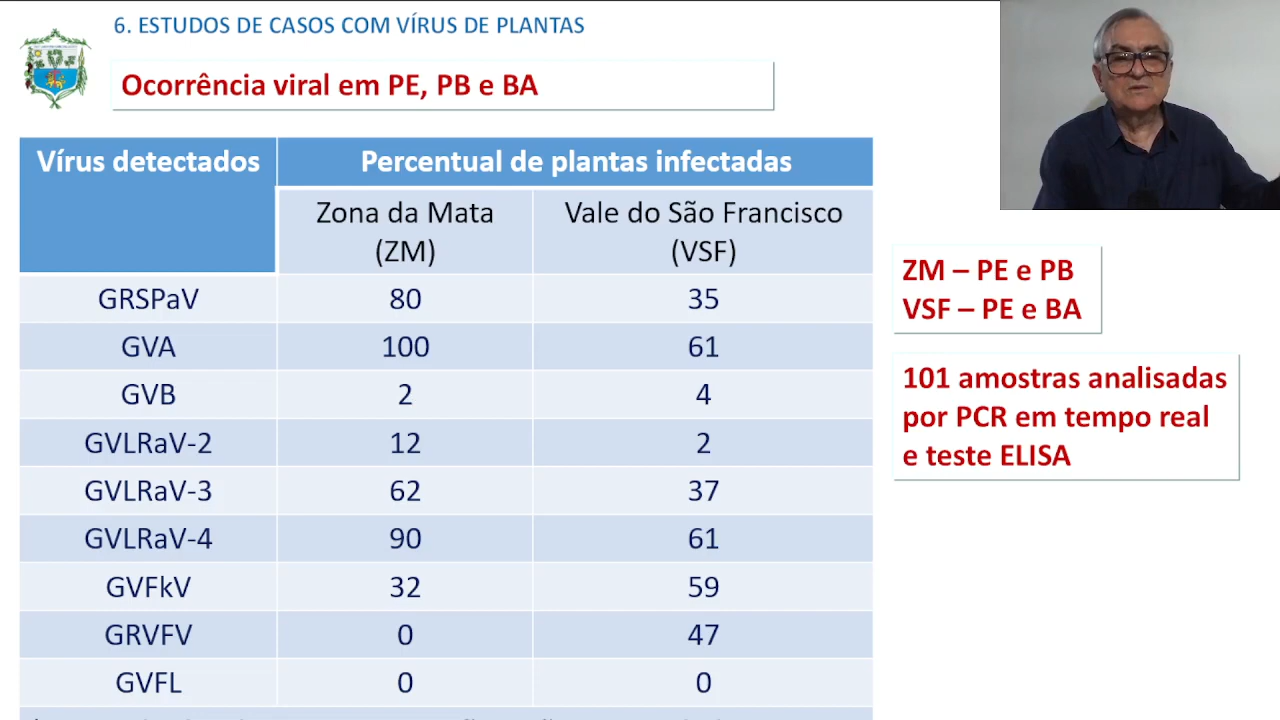 6. ESTUDOS DE CASOS COM VÍRUS DE PLANTAS
Ocorrência viral em PE, PB e BA
Vírus detectados Percentual de plantas infectadas
Zona da Mata Vale do São Francisco
(ZM) (VSF)
GRSPaV 80 35
GVA 100 61
GVB 2 4
GVLRaV-2 12 2
GVLRaV-3 62 37
GVLRaV-4 90 61
GVFkV 32 59
GRVFV 0 47
GVFL 0 0
ZM – PE e PB
VSF – PE e BA
101 amostras analisadas
por PCR em tempo real
e teste ELISA